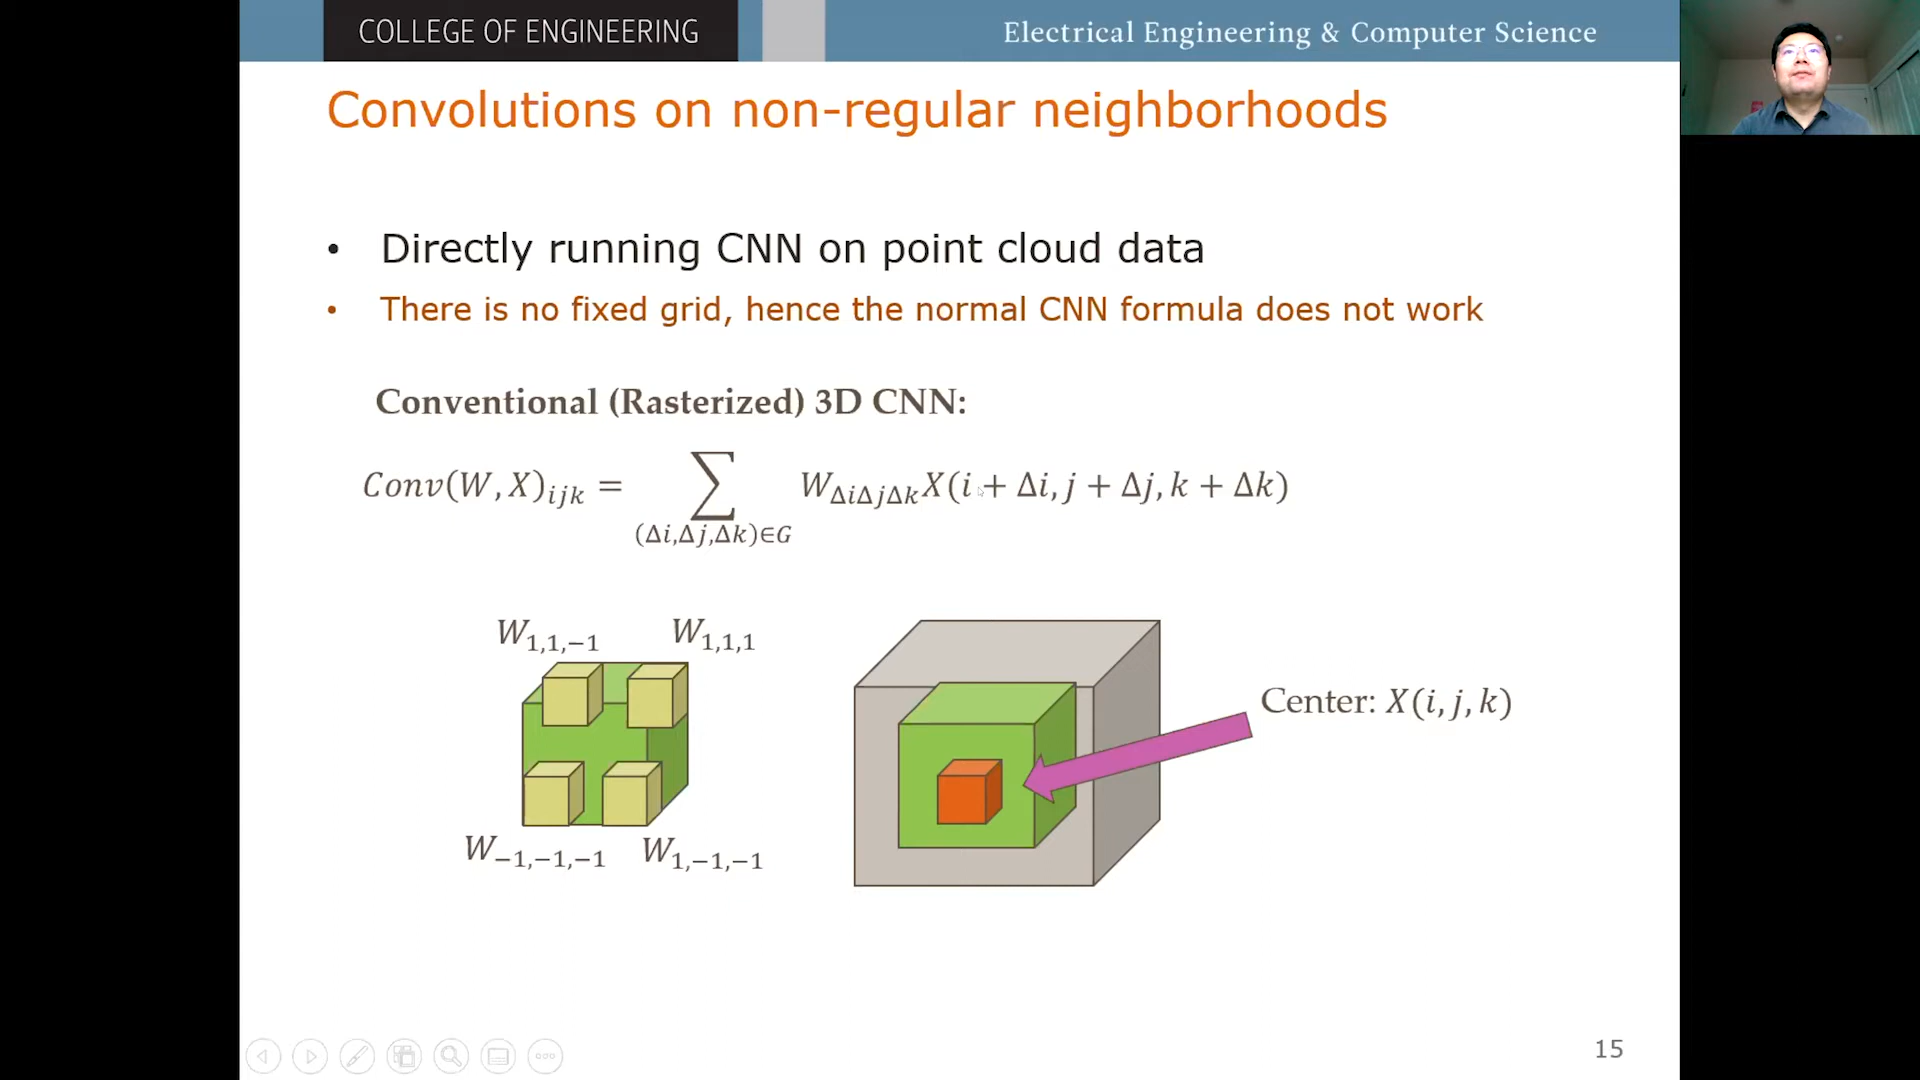 COLLEGE OF ENGINEERING
Electrical Engineering & Computer Science
Convolutions on non-regular neighborhoods
• Directly running CNN on point cloud data
• There is no fixed grid, hence the normal CNN formula does not work
Conventional (Rasterized) 3D CNN:
Conv(W, X)_{ijk} = ∑_{(Δi,Δj,Δk)∈G} W_{ΔiΔjΔk}X(i + Δi, j + Δj, k + Δk)
W_{1,1,−1} W_{1,1,1}
Center: X(i, j, k)
W_{−1,−1,−1} W_{1,−1,−1}
15